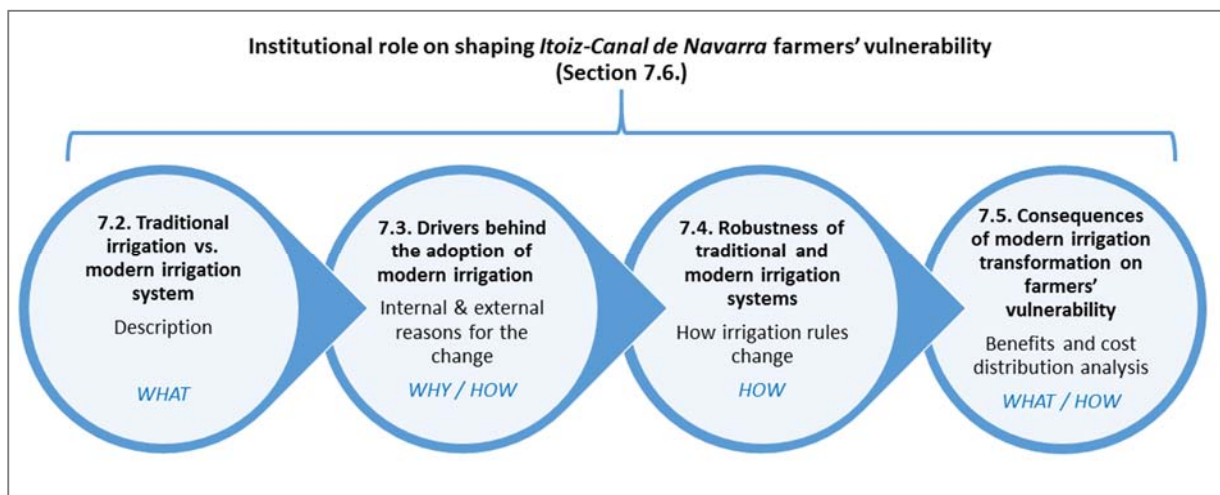 Institutional role on shaping Itoiz-Canal de Navarra farmers' vulnerability
(Section 7.6.)
7.2. Traditional
irrigation vs.
modern irrigation
system
Description
WHAT
7.3. Drivers behind
the adoption of
modern irrigation
Internal & external
reasons for the
change
WHY / HOW
7.4. Robustness of
traditional and
modern irrigation
systems
How irrigation rules
change
HOW
7.5. Consequences
of modern irrigation
transformation on
farmers'
vulnerability
Benefits and cost
distribution analysis
WHAT / HOW